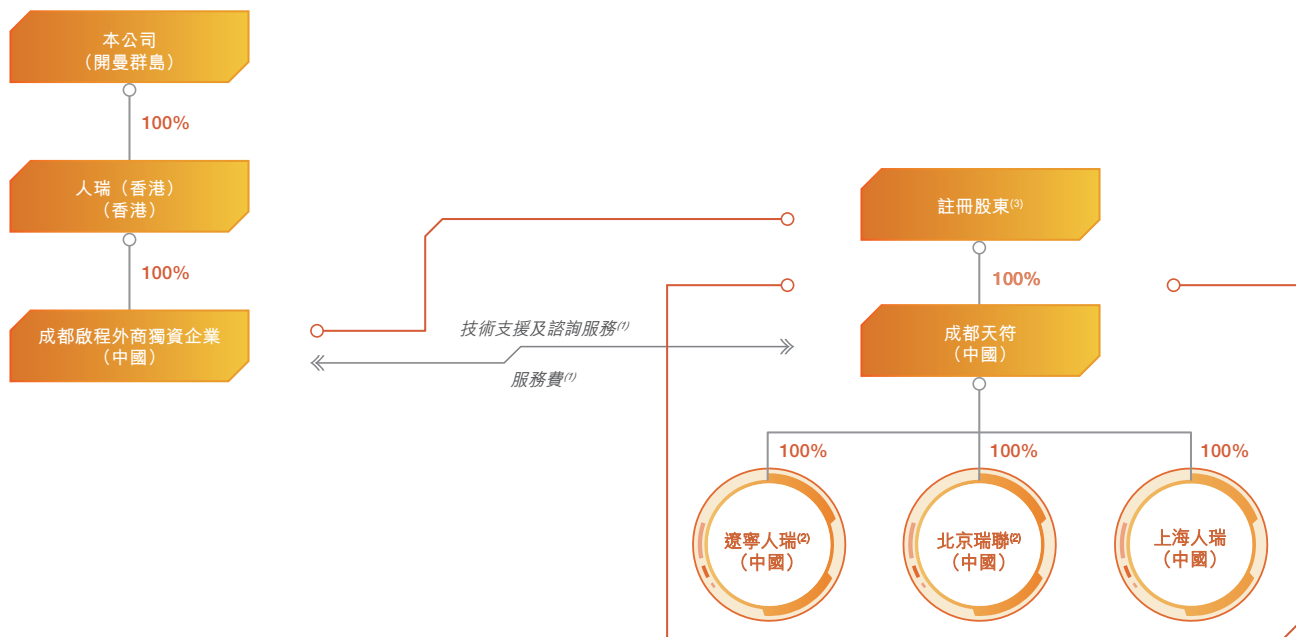 本公司
（開曼群島）
100%
人瑞（香港）
（香港）
100%
成都啟程外商獨資企業
（中國）
技術支援及諮詢服務(1)
服務費(1)
註冊股東(3)
100%
成都天符
（中國）
100%
100%
100%
遼寧人瑞(2)
（中國）
北京瑞聯(2)
（中國）
上海人瑞
（中國）